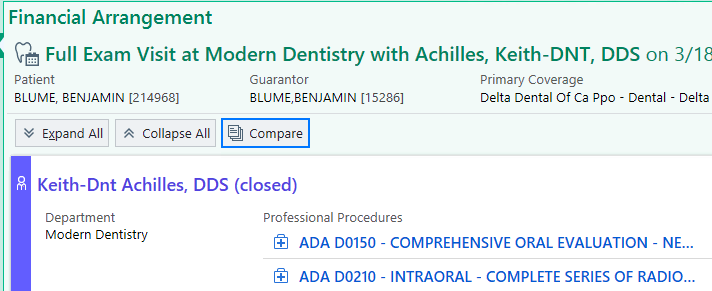 Financial Arrangement
Full Exam Visit at Modern Dentistry with Achilles, Keith-DNT, DDS on 3/18
Patient Guarantor Primary Coverage
BLUME, BENJAMIN [214968] BLUME,BENJAMIN [15286] Delta Dental Of Ca Ppo - Dental - Delta
Expand All Collapse All Compare
Keith-Dnt Achilles, DDS (closed)
Department Professional Procedures
Modern Dentistry
ADA D0150 - COMPREHENSIVE ORAL EVALUATION - NE...
ADA D0210 - INTRAORAL - COMPLETE SERIES OF RADIO...